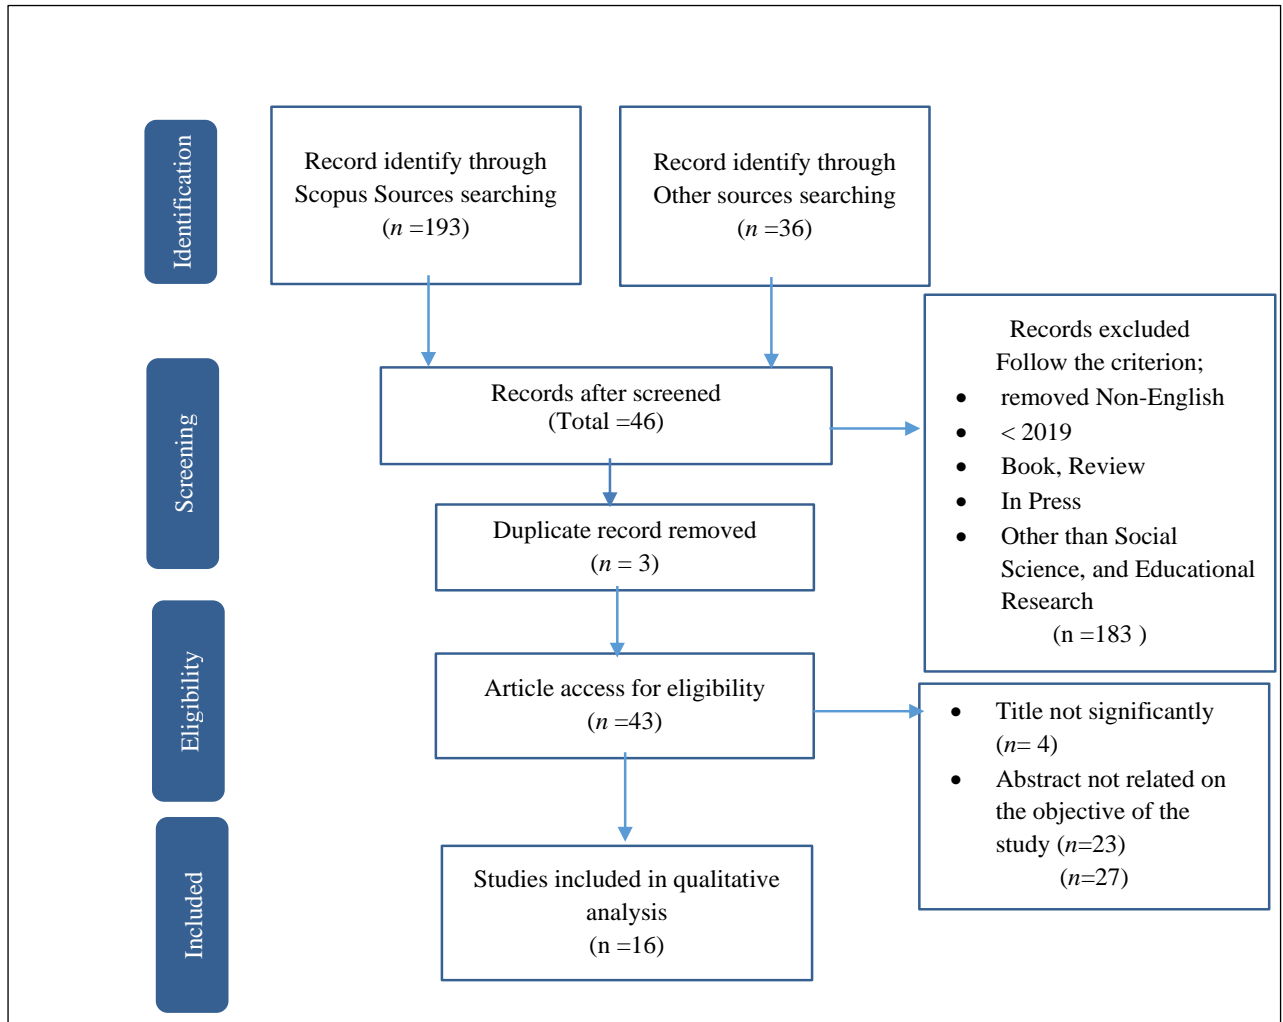 Identification
Record identify through
Scopus Sources searching
(n =193)
Record identify through
Other sources searching
(n =36)
Screening
Records after screened
(Total =46)
Records excluded
Follow the criterion;
• removed Non-English
• < 2019
• Book, Review
• In Press
• Other than Social
Science, and Educational
Research
(n =183 )
Duplicate record removed
(n = 3)
Eligibility
Article access for eligibility
(n =43)
• Title not significantly
(n= 4)
• Abstract not related on
the objective of the
study (n=23)
(n=27)
Included
Studies included in qualitative
analysis
(n =16)